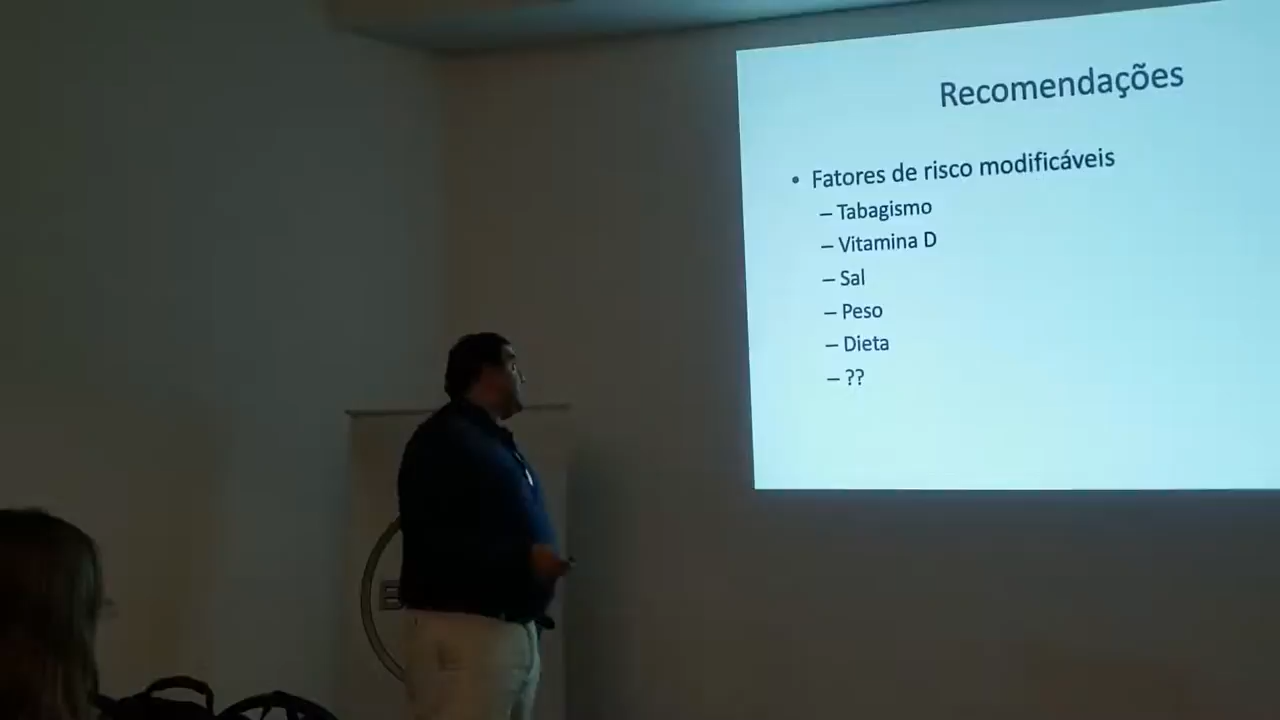 Recomendações
• Fatores de risco modificáveis
– Tabagismo
– Vitamina D
– Sal
– Peso
– Dieta
– ??